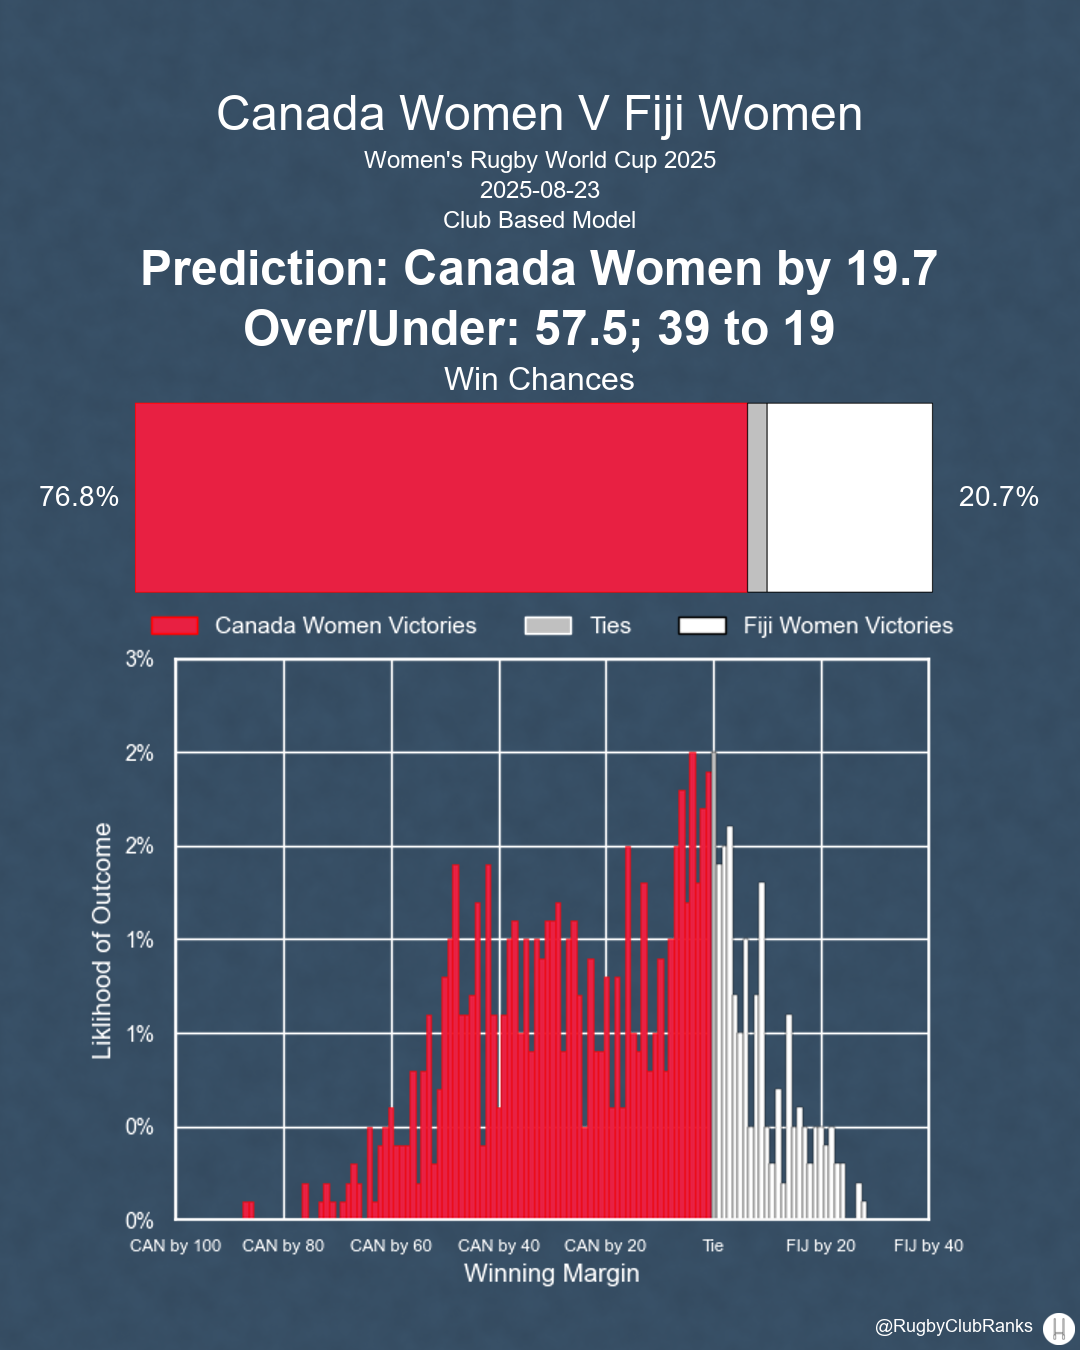 Canada Women V Fiji Women
Women's Rugby World Cup 2025
2025-08-23
Club Based Model
Prediction: Canada Women by 19.7
Over/Under: 57.5; 39 to 19
Win Chances
76.8%
20.7%
Canada Women Victories
Ties
Fiji Women Victories
3%
2%
2%
1%
1%
0%
0%
Liklihood of Outcome
CAN by 100
CAN by 80
CAN by 60
CAN by 40
CAN by 20
Tie
FIJ by 20
FIJ by 40
Winning Margin
@RugbyClubRanks